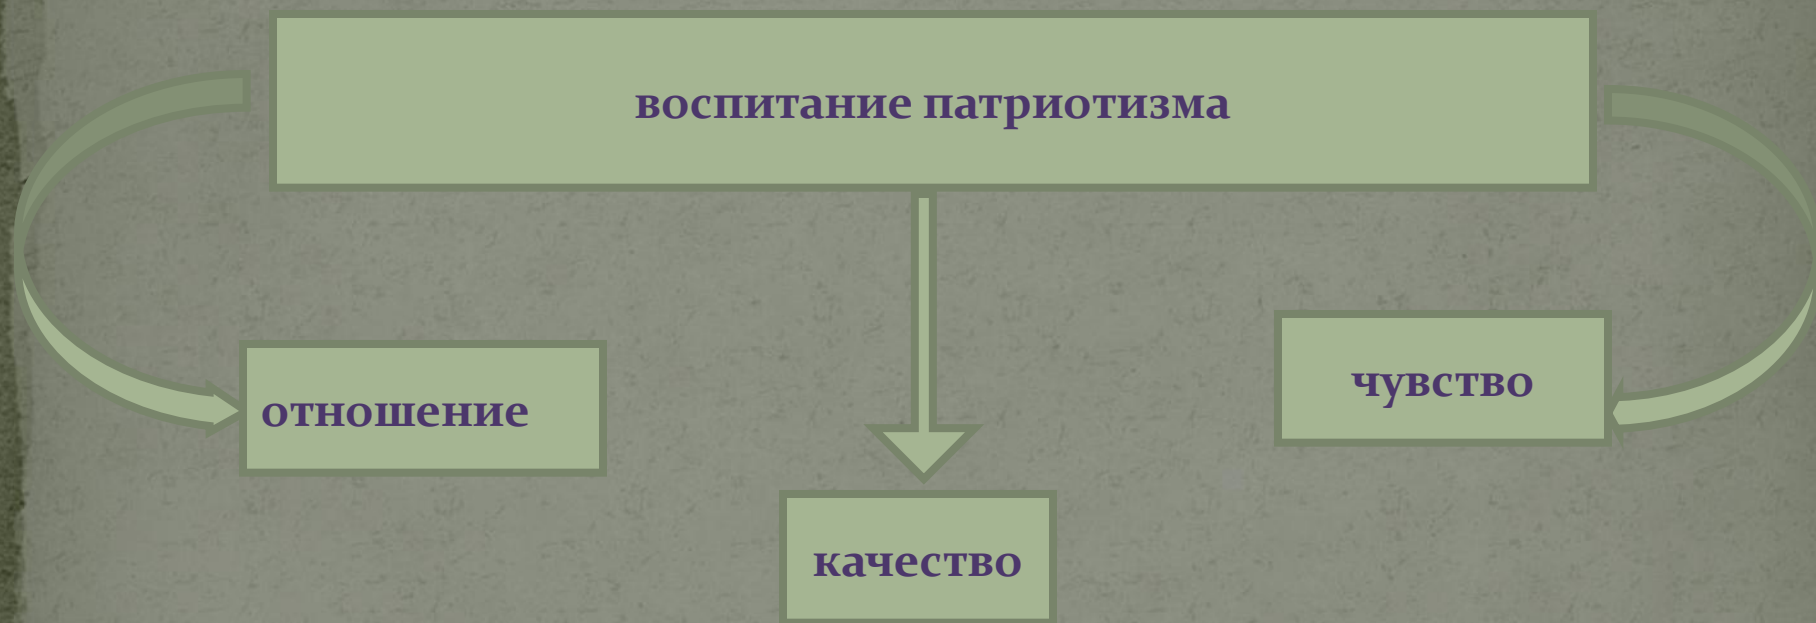 воспитание патриотизма
отношение
чувство
качество